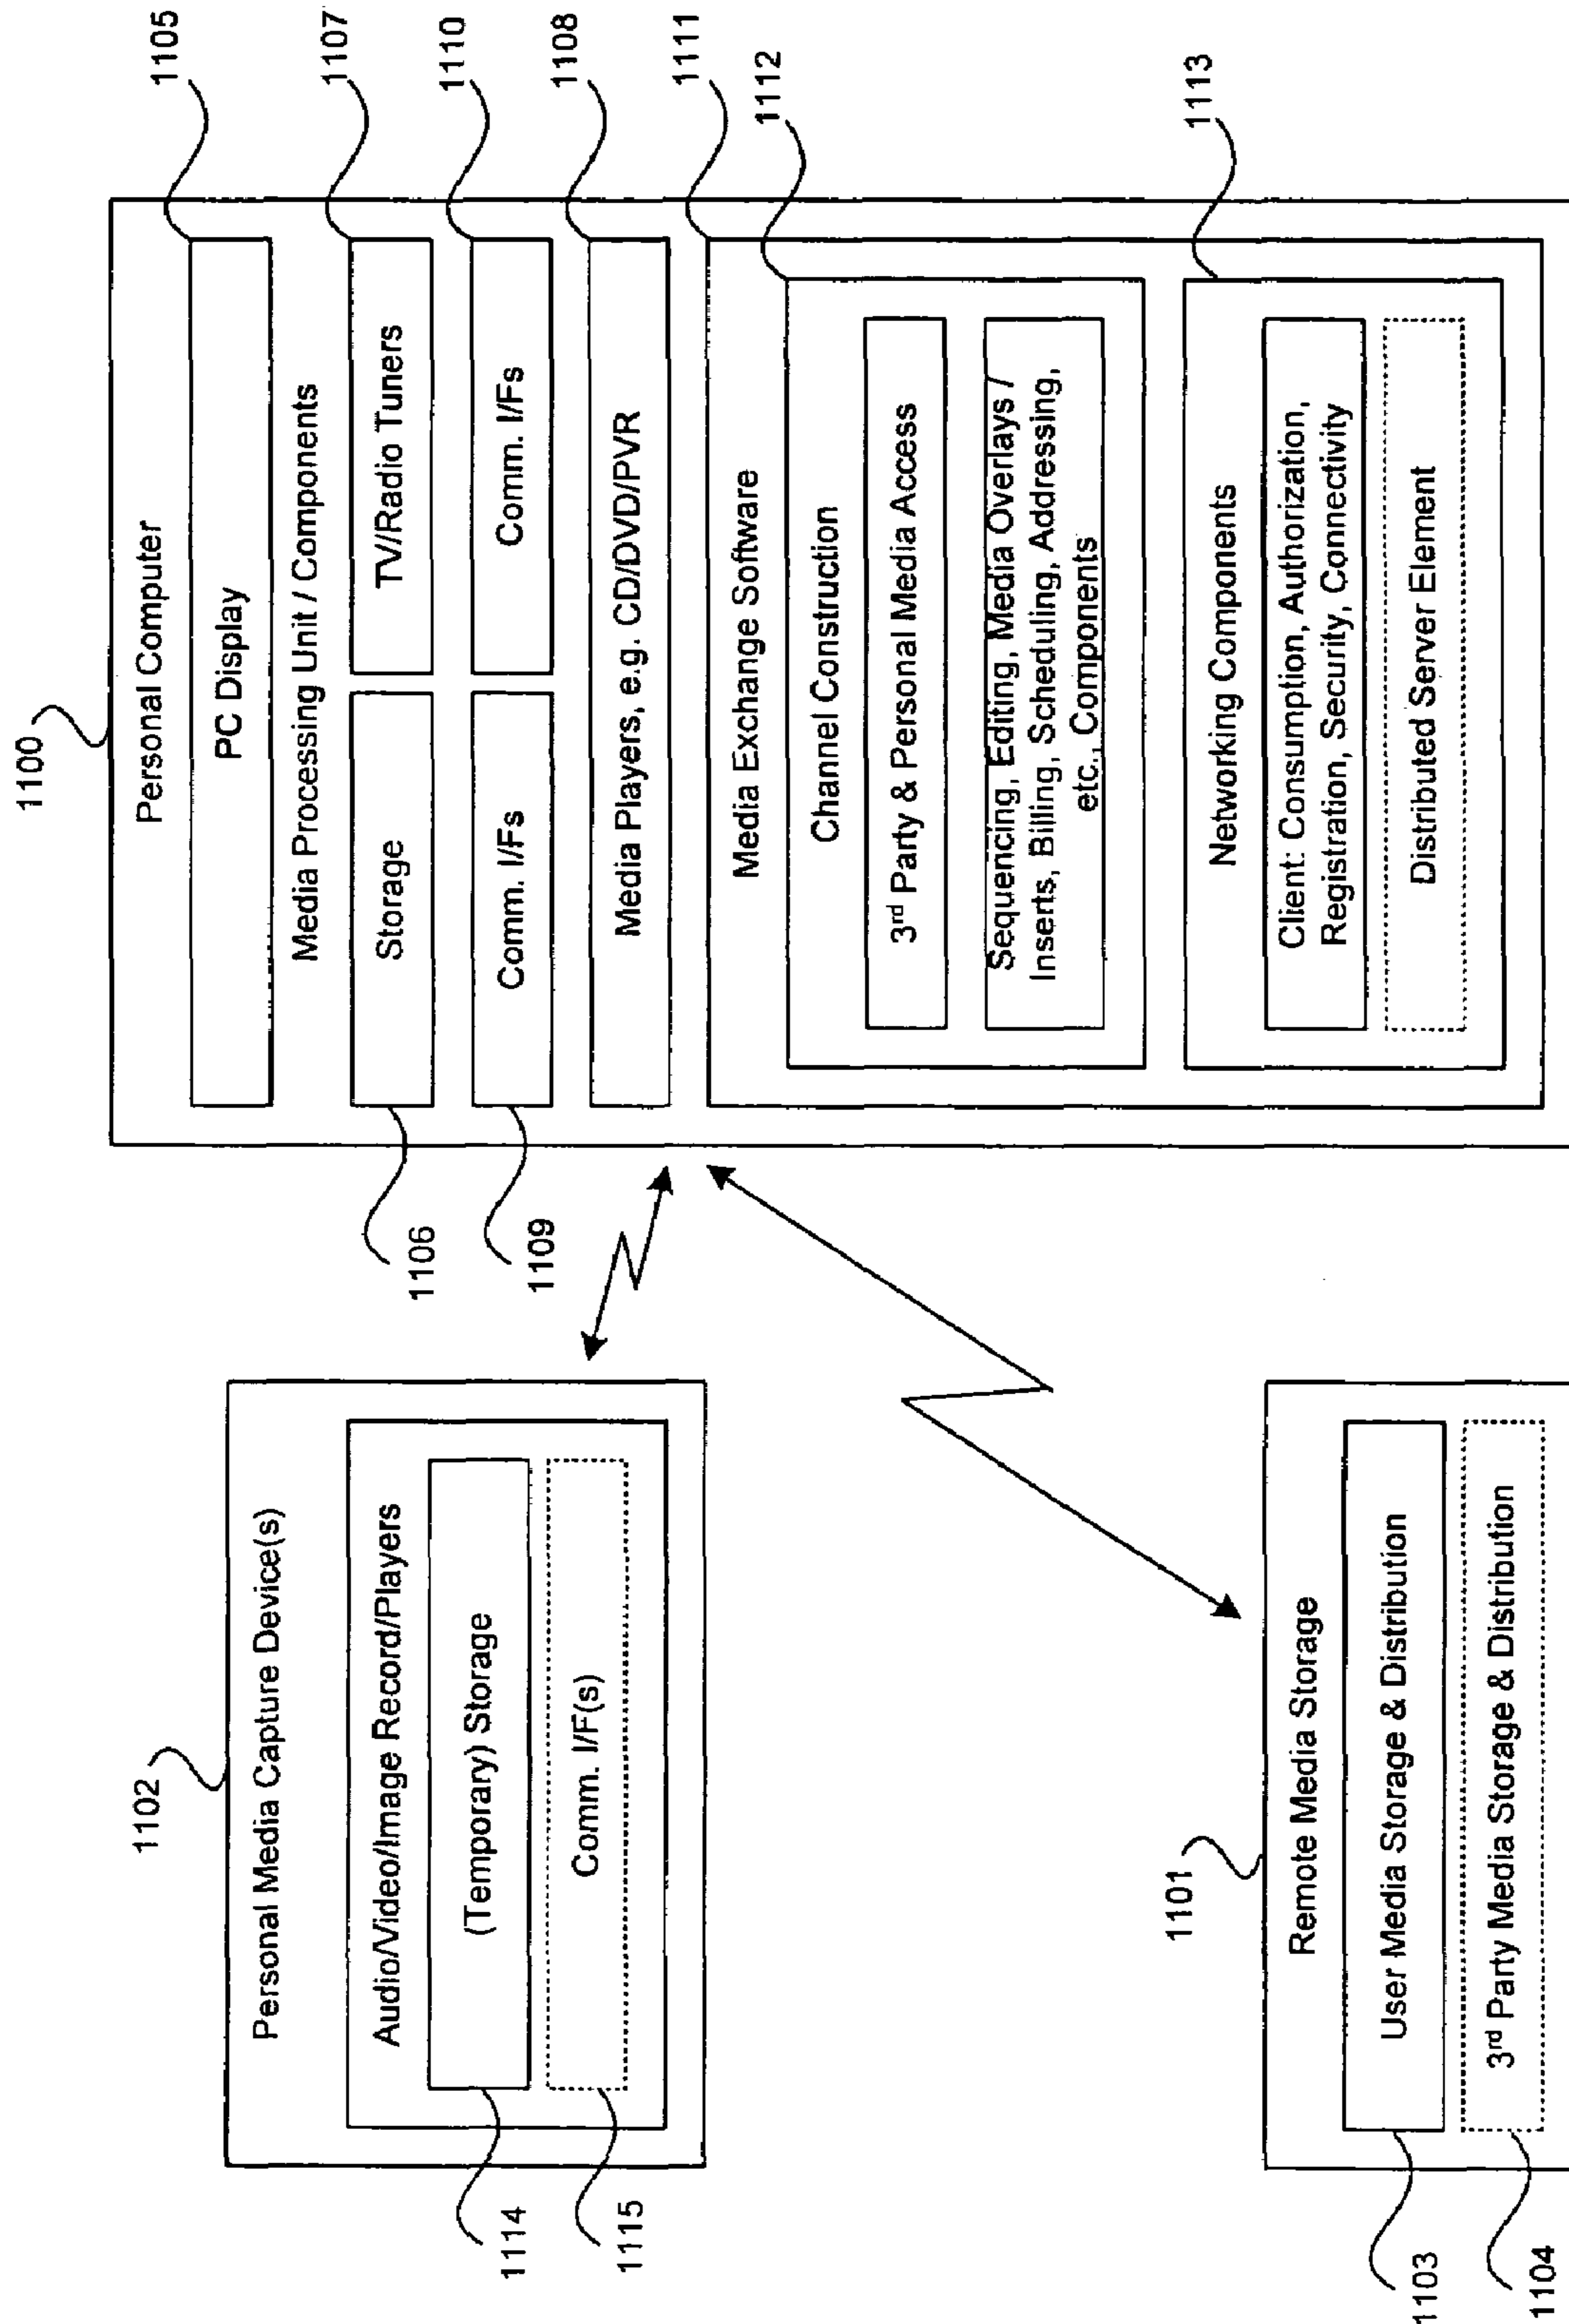 1100
Personal Computer
PC Display
1105
Media Processing Unit / Components
Storage
TV/Radio Tuners
1106
1107
Comm. I/Fs
Comm. I/Fs
1109
1110
Media Players, e.g. CD/DVD/PVR
1108
Media Exchange Software
1111
Channel Construction
1112
3rd Party & Personal Media Access
Sequencing, Editing, Media Overlays /
Inserts, Billing, Scheduling, Addressing,
etc., Components
Networking Components
1113
Client: Consumption, Authorization,
Registration, Security, Connectivity
Distributed Server Element
1102
Personal Media Capture Device(s)
Audio/Video/Image Record/Players
(Temporary) Storage
1114
Comm. I/F(s)
1115
1101
Remote Media Storage
User Media Storage & Distribution
1103
3rd Party Media Storage & Distribution
1104